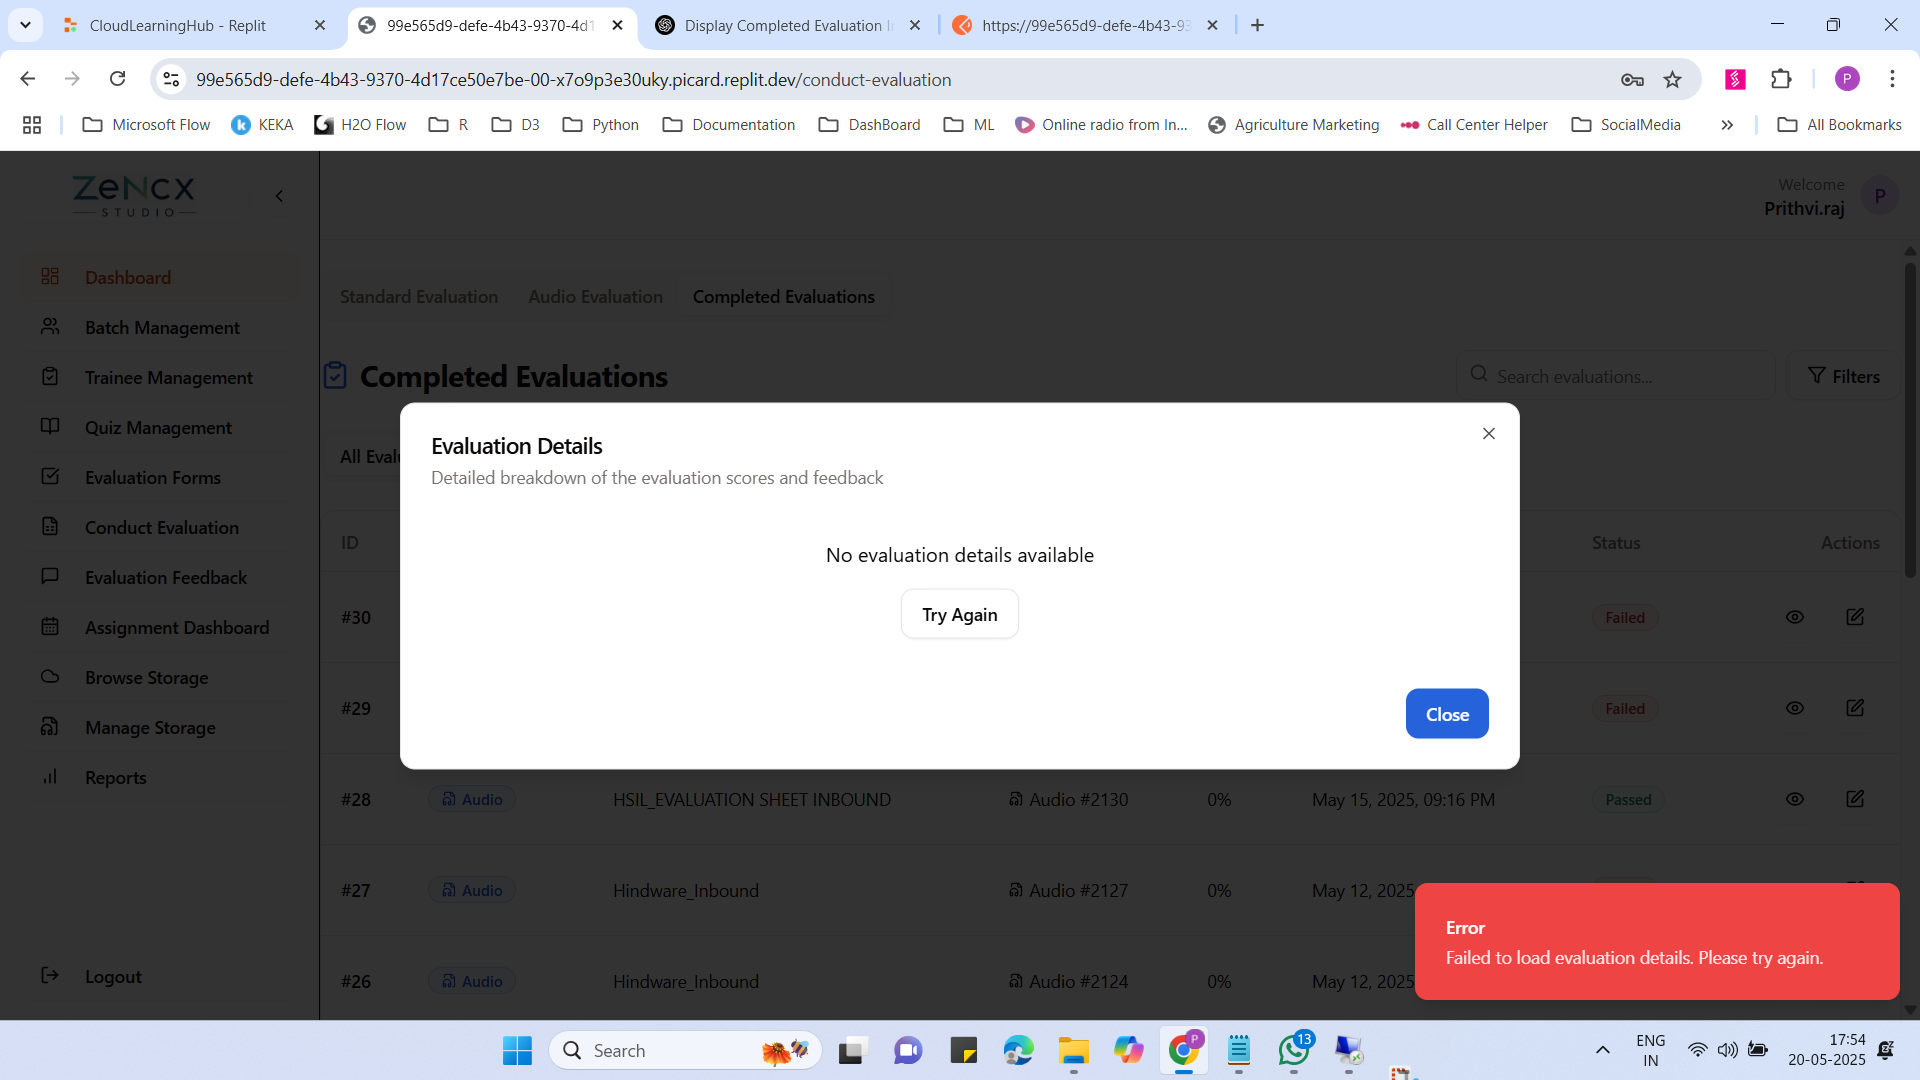 CloudLearningHub - Replit
99e565d9-defe-4b43-9370-4d1
Display Completed Evaluation I
https://99e565d9-defe-4b43-93
99e565d9-defe-4b43-9370-4d17ce50e7be-00-x7o9p3e30uky.picard.replit.dev/conduct-evaluation
P
Microsoft Flow
KEKA
H2O Flow
R
D3
Python
Documentation
DashBoard
ML
Online radio from In...
Agriculture Marketing
Call Center Helper
SocialMedia
All Bookmarks
ZeNCX
STUDIO
Welcome
Prithvi.raj
P
Dashboard
Batch Management
Trainee Management
Quiz Management
Evaluation Forms
Conduct Evaluation
Evaluation Feedback
Assignment Dashboard
Browse Storage
Manage Storage
Reports
Logout
Standard Evaluation
Audio Evaluation
Completed Evaluations
Completed Evaluations
Search evaluations...
Filters
All Eval
Evaluation Details
Detailed breakdown of the evaluation scores and feedback
No evaluation details available
Try Again
Close
ID
Status
Actions
#30
Failed
#29
Failed
#28
Audio
HSIL_EVALUATION SHEET INBOUND
Audio #2130
0%
May 15, 2025, 09:16 PM
Passed
#27
Audio
Hindware_Inbound
Audio #2127
0%
May 12, 2025
#26
Audio
Hindware_Inbound
Audio #2124
0%
May 12, 2025
Error
Failed to load evaluation details. Please try again.
Search
P
13
ENG
IN
17:54
20-05-2025